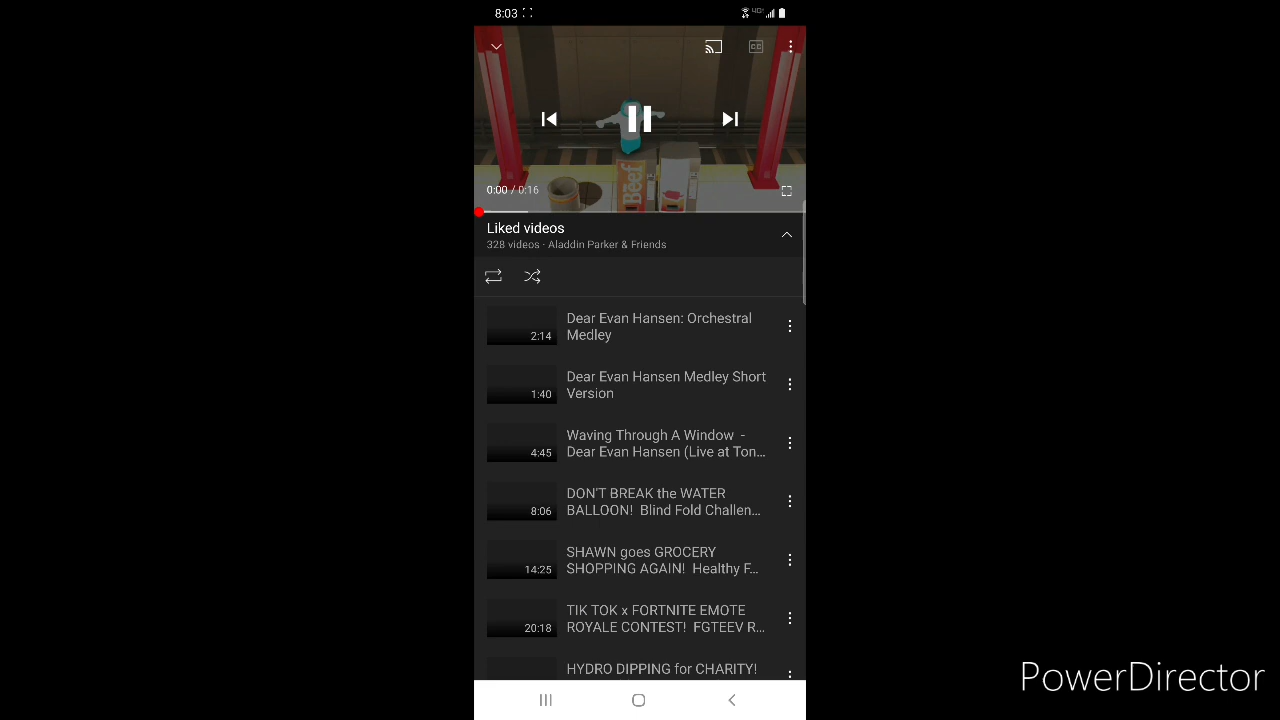 8:03
4G
CC
Beef
0:00 / 0:16
Liked videos
328 videos · Aladdin Parker & Friends
2:14
Dear Evan Hansen: Orchestral
Medley
1:40
Dear Evan Hansen Medley Short
Version
4:45
Waving Through A Window -
Dear Evan Hansen (Live at Ton...
8:06
DON'T BREAK the WATER
BALLOON! Blind Fold Challen...
14:25
SHAWN goes GROCERY
SHOPPING AGAIN! Healthy F...
20:18
TIK TOK x FORTNITE EMOTE
ROYALE CONTEST! FGTEEV R...
HYDRO DIPPING for CHARITY!
PowerDirector